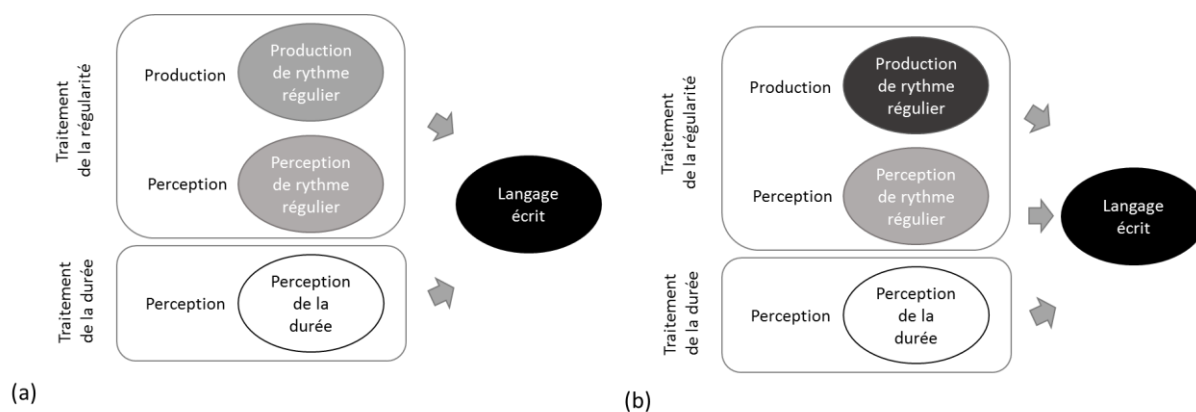 Traitement
de la régularité
Production
Production
de rythme
régulier
Perception
Perception
de rythme
régulier
Traitement
de la durée
Perception
Perception
de la
durée
Langage
écrit
(a)
Traitement
de la régularité
Production
Production
de rythme
régulier
Perception
Perception
de rythme
régulier
Traitement
de la durée
Perception
Perception
de la
durée
Langage
écrit
(b)